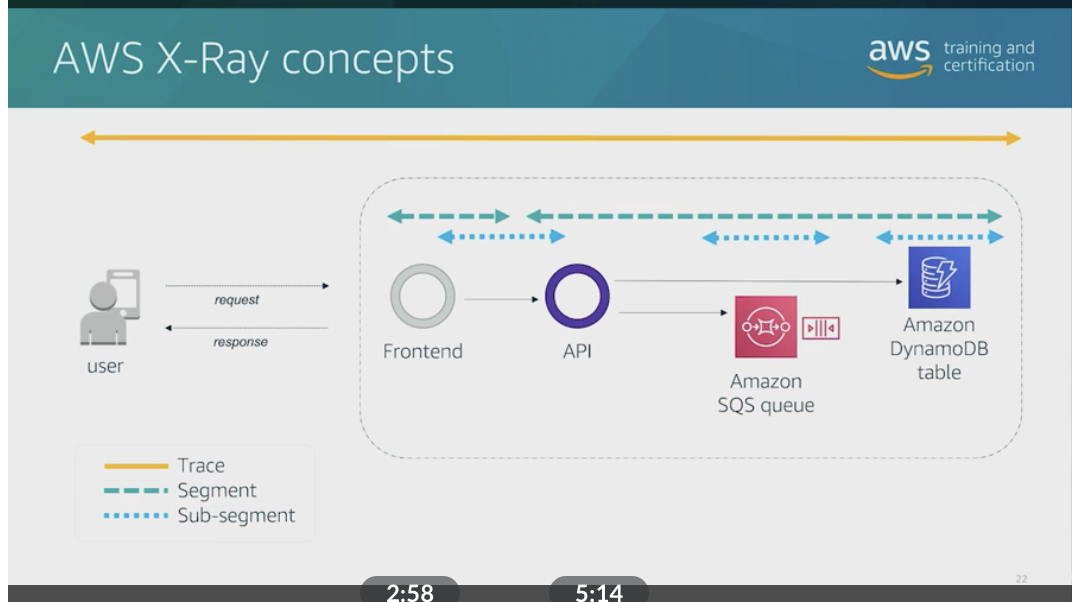 AWS X-Ray concepts
aws training and
certification
request
response
user
Frontend
API
Amazon
SQS queue
Amazon
DynamoDB
table
Trace
Segment
Sub-segment
22
2:58
5:14